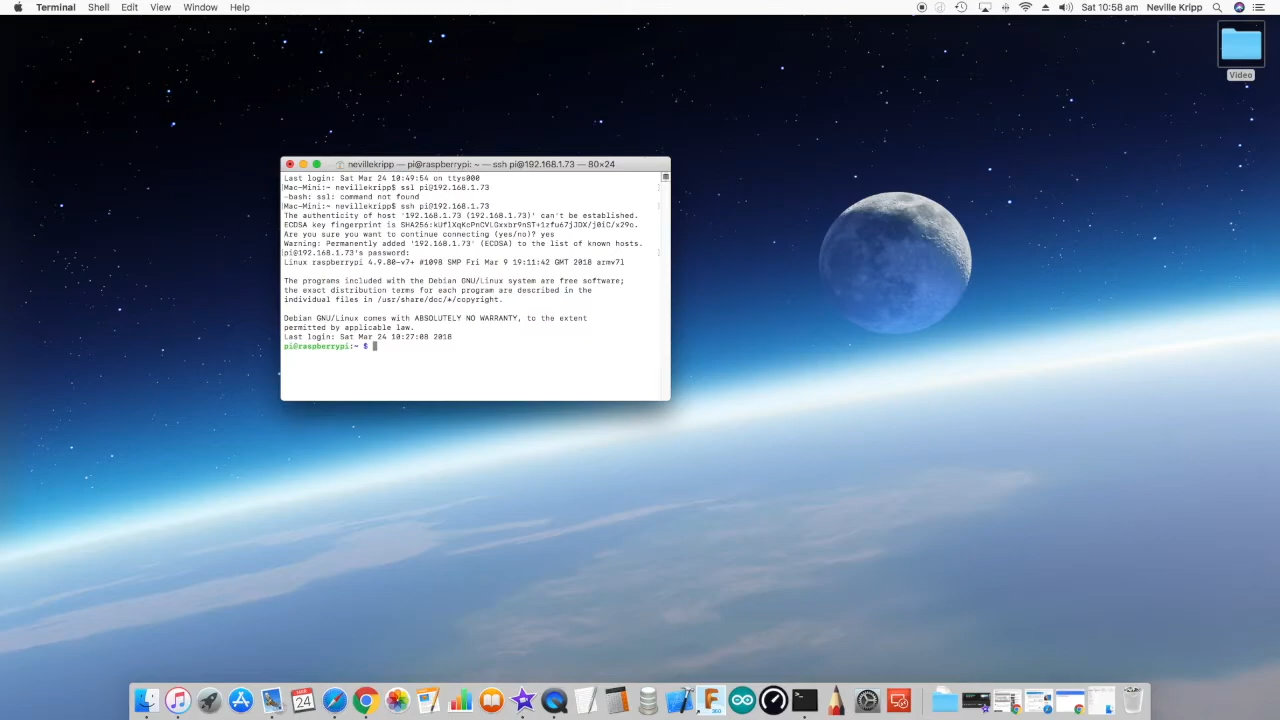 Terminal Shell Edit View Window Help Sat 10:58 am Neville Kripp
Video
nevillekripp — pi@raspberrypi: ~ — ssh pi@192.168.1.73 — 80×24
Last login: Sat Mar 24 10:49:54 on ttys000
[Mac-Mini:~ nevillekripp$ ssl pi@192.168.1.73 ]
-bash: ssl: command not found
[Mac-Mini:~ nevillekripp$ ssh pi@192.168.1.73 ]
The authenticity of host '192.168.1.73 (192.168.1.73)' can't be established.
ECDSA key fingerprint is
Are you sure you want to continue connecting (yes/no)? yes
Warning: Permanently added '192.168.1.73' (ECDSA) to the list of known hosts.
[pi@192.168.1.73's password: ]
Linux raspberrypi 4.9.80-v7+ #1098 SMP Fri Mar 9 19:11:42 GMT 2018 armv7l
The programs included with the Debian GNU/Linux system are free software;
the exact distribution terms for each program are described in the
individual files in /usr/share/doc/*/copyright.
Debian GNU/Linux comes with ABSOLUTELY NO WARRANTY, to the extent
permitted by applicable law.
Last login: Sat Mar 24 10:27:08 2018
pi@raspberrypi:~ $
MAR
24
F
360